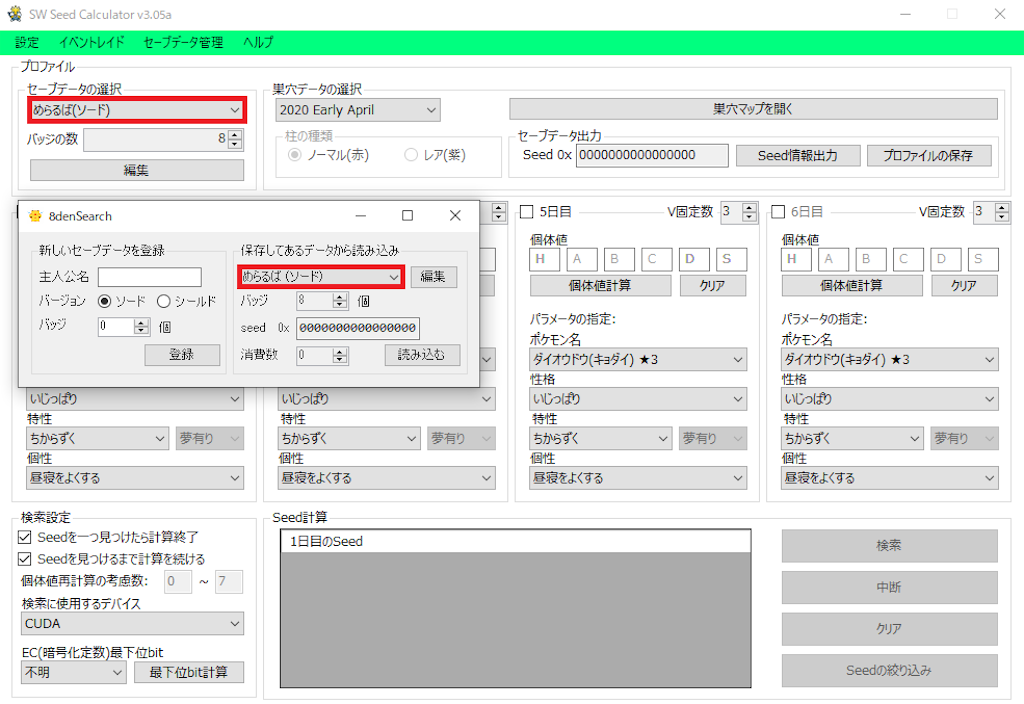 SW Seed Calculator v3.05a
設定 イベントレイド セーブデータ管理 ヘルプ
プロファイル
セーブデータの選択
めらるば(ソード)
バッジの数 8
編集
巣穴データの選択
2020 Early April
巣穴マップを開く
柱の種類
ノーマル(赤) レア(紫)
セーブデータ出力
Seed 0x 0000000000000000 Seed情報出力 プロファイルの保存
8denSearch
新しいセーブデータを登録
主人公名
バージョン ソード シールド
バッジ 0 個
登録
保存してあるデータから読み込み
めらるば (ソード) 編集
バッジ 8 個
seed 0x 0000000000000000
消費数 0 読み込む
いじっぱり
特性
ちからずく 夢有り
個性
昼寝をよくする
いじっぱり
特性
ちからずく 夢有り
個性
昼寝をよくする
5日目 V固定数 3
個体値
H A B C D S
個体値計算 クリア
パラメータの指定:
ポケモン名
ダイオウドウ(キョダイ) ★3
性格
いじっぱり
特性
ちからずく 夢有り
個性
昼寝をよくする
6日目 V固定数 3
個体値
H A B C D S
個体値計算 クリア
パラメータの指定:
ポケモン名
ダイオウドウ(キョダイ) ★3
性格
いじっぱり
特性
ちからずく 夢有り
個性
昼寝をよくする
検索設定
Seedを一つ見つけたら計算終了
Seedを見つけるまで計算を続ける
個体値再計算の考慮数: 0 ~ 7
検索に使用するデバイス
CUDA
EC(暗号化定数)最下位bit
不明 最下位bit計算
Seed計算
1日目のSeed
検索
中断
クリア
Seedの絞り込み